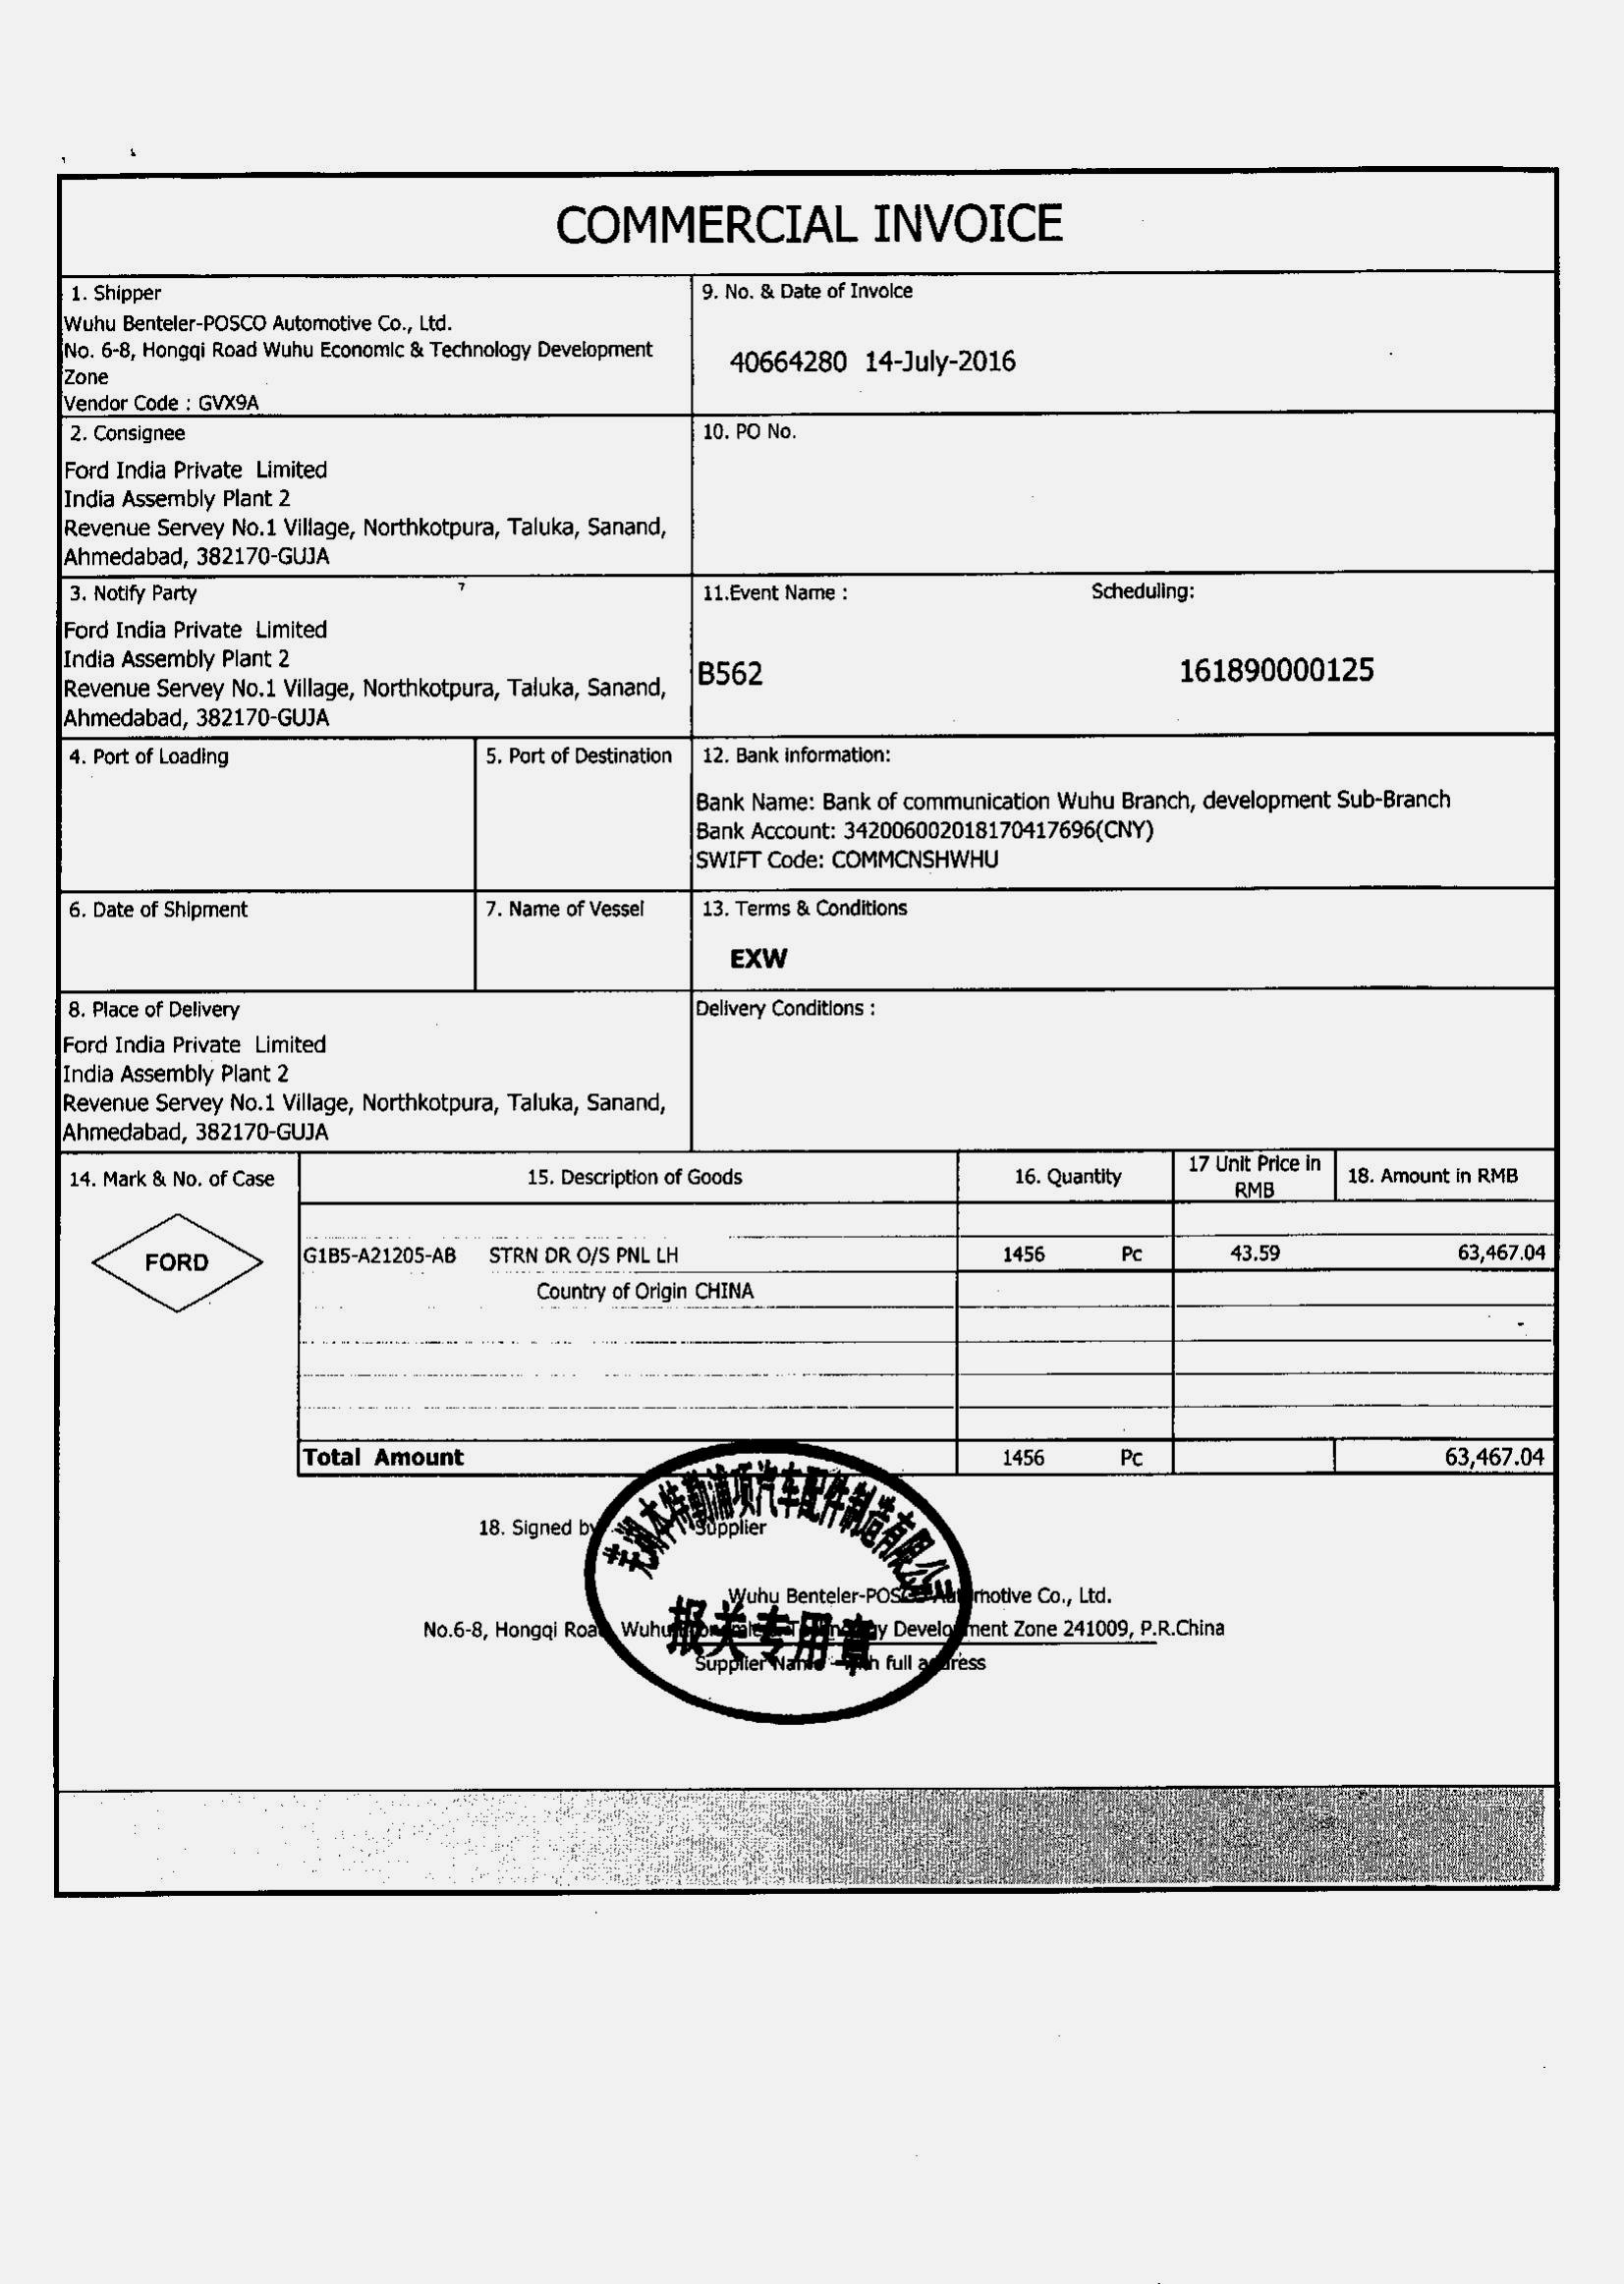 COMMERCIAL INVOICE
1. Shipper
Wuhu Benteler-POSCO Automotive Co., Ltd.
No. 6-8, Hongqi Road Wuhu Economic & Technology Development
Zone
Vendor Code : GVX9A
9. No. & Date of Invoice
40664280 14-July-2016
2. Consignee
Ford India Private Limited
India Assembly Plant 2
Revenue Servey No.1 Village, Northkotpura, Taluka, Sanand,
Ahmedabad, 382170-GUJA
10. PO No.
3. Notify Party
Ford India Private Limited
India Assembly Plant 2
Revenue Servey No.1 Village, Northkotpura, Taluka, Sanand,
Ahmedabad, 382170-GUJA
11.Event Name : Scheduling:
B562 161890000125
4. Port of Loading
5. Port of Destination
12. Bank information:
Bank Name: Bank of communication Wuhu Branch, development Sub-Branch
Bank Account: 342006002018170417696(CNY)
SWIFT Code: COMMCNSHWHU
6. Date of Shipment
7. Name of Vessel
13. Terms & Conditions
EXW
8. Place of Delivery
Ford India Private Limited
India Assembly Plant 2
Revenue Servey No.1 Village, Northkotpura, Taluka, Sanand,
Ahmedabad, 382170-GUJA
Delivery Conditions :
14. Mark & No. of Case
15. Description of Goods
16. Quantity
17 Unit Price in
RMB
18. Amount in RMB
FORD
G1B5-A21205-AB STRN DR O/S PNL LH 1456 Pc 43.59 63,467.04
Country of Origin CHINA
Total Amount 1456 Pc 63,467.04
芜湖本特勒浦项汽车配件制造有限公司
18. Signed by Supplier
Wuhu Benteler-POSCO Automotive Co., Ltd.
No.6-8, Hongqi Road Wuhu Economic & Technology Development Zone 241009, P.R.China
报关专用章
Supplier Name with full address